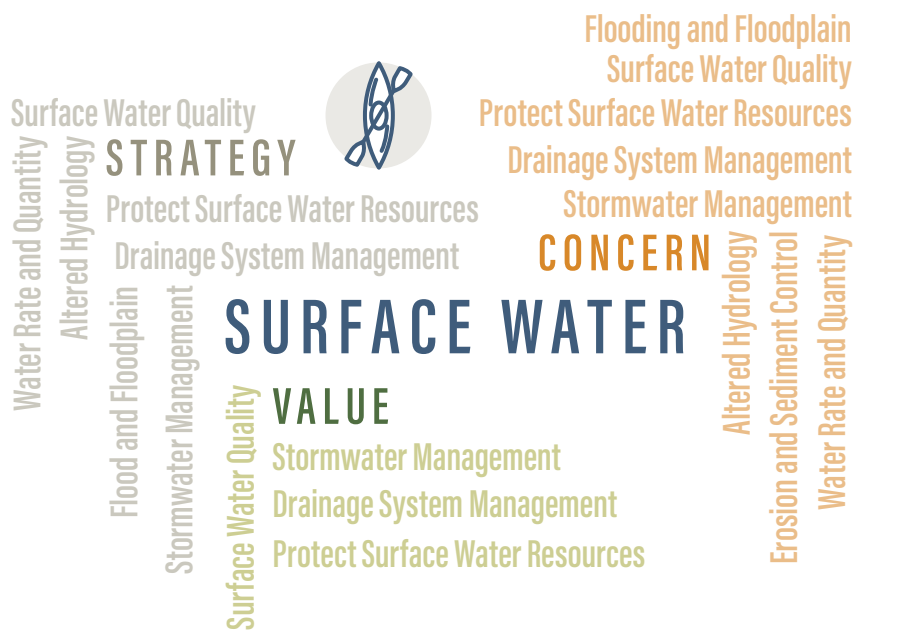 Flooding and Floodplain
Surface Water Quality
Protect Surface Water Resources
Drainage System Management
Stormwater Management
CONCERN
Altered Hydrology
Erosion and Sediment Control
Water Rate and Quantity
Surface Water Quality
STRATEGY
Water Rate and Quantity
Altered Hydrology
Protect Surface Water Resources
Drainage System Management
Flood and Floodplain
Stormwater Management
SURFACE WATER
VALUE
Surface Water Quality
Stormwater Management
Drainage System Management
Protect Surface Water Resources